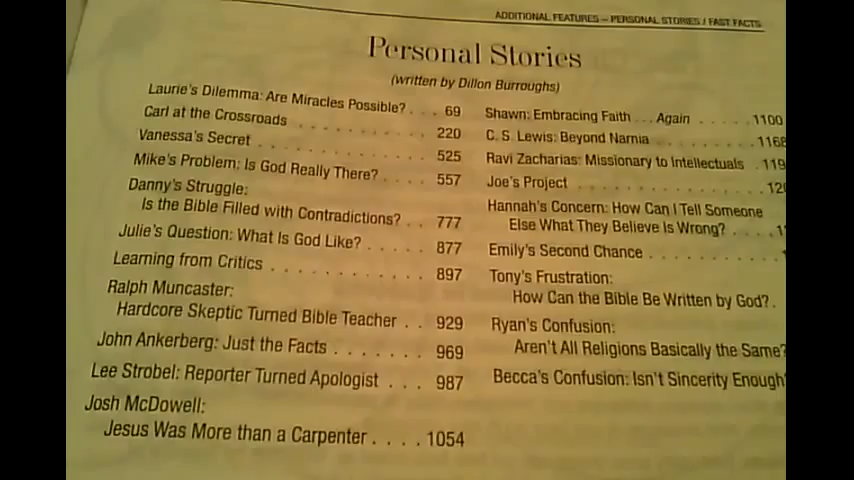 ADDITIONAL FEATURES – PERSONAL STORIES / FAST FACTS
Personal Stories
(written by Dillon Burroughs)
Laurie's Dilemma: Are Miracles Possible? . . . 69
Carl at the Crossroads . . . . . . . . . . . 220
Vanessa's Secret . . . . . . . . . . . . . . 525
Mike's Problem: Is God Really There? . . . . 557
Danny's Struggle:
Is the Bible Filled with Contradictions? . . 777
Julie's Question: What Is God Like? . . . . . 877
Learning from Critics . . . . . . . . . . . . 897
Ralph Muncaster:
Hardcore Skeptic Turned Bible Teacher . . 929
John Ankerberg: Just the Facts . . . . . . . 969
Lee Strobel: Reporter Turned Apologist . . . 987
Josh McDowell:
Jesus Was More than a Carpenter . . . . 1054
Shawn: Embracing Faith . . . Again . . . . . 1100
C. S. Lewis: Beyond Narnia . . . . . . . . 1168
Ravi Zacharias: Missionary to Intellectuals . 119
Joe's Project . . . . . . . . . . . . . . . 12
Hannah's Concern: How Can I Tell Someone
Else What They Believe Is Wrong? . . . . 1
Emily's Second Chance . . . . . . . . . . . 
Tony's Frustration:
How Can the Bible Be Written by God? .
Ryan's Confusion:
Aren't All Religions Basically the Same?
Becca's Confusion: Isn't Sincerity Enough